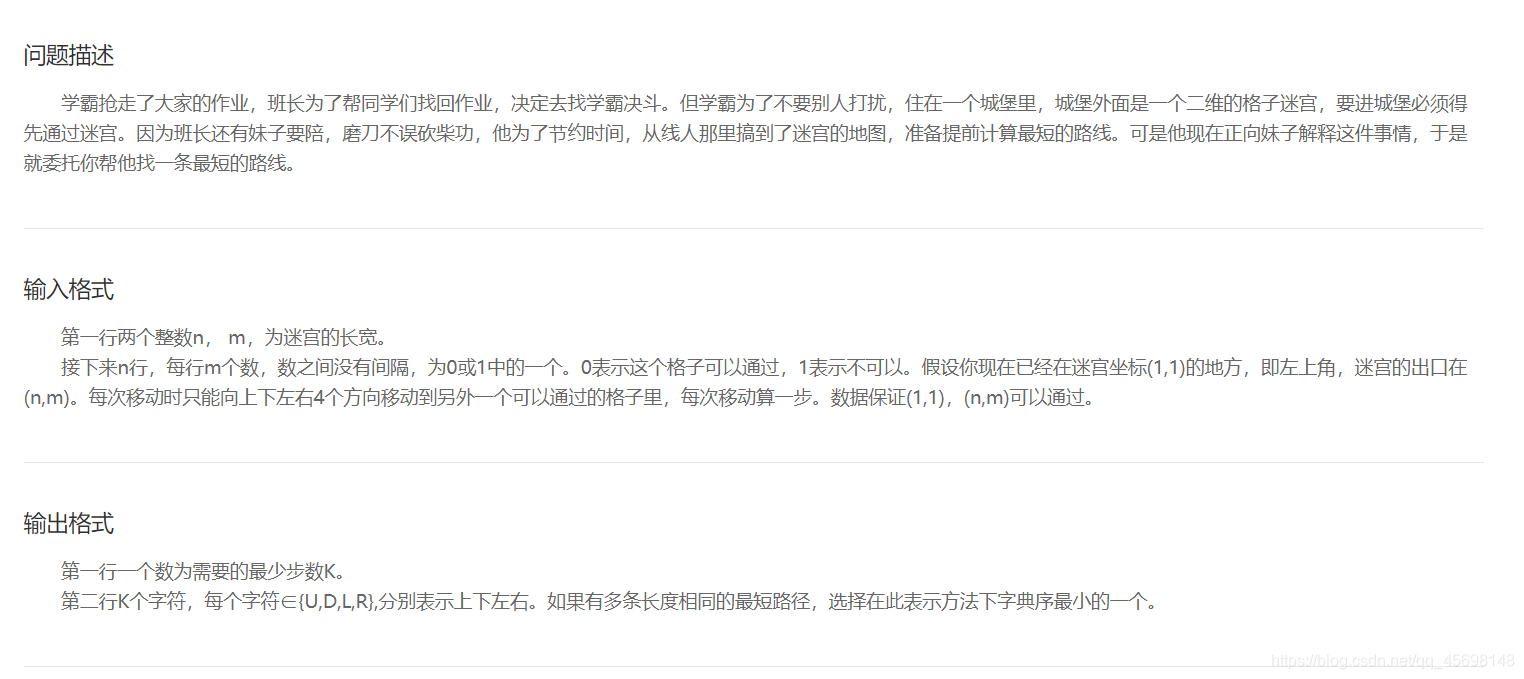 问题描述
学霸抢走了大家的作业，班长为了帮同学们找回作业，决定去找学霸决斗。但学霸为了不要别人打扰，住在一个城堡里，城堡外面是一个二维的格子迷宫，要进城堡必须得
先通过迷宫。因为班长还有妹子要陪，磨刀不误砍柴功，他为了节约时间，从线人那里搞到了迷宫的地图，准备提前计算最短的路线。可是他现在正向妹子解释这件事情，于是
就委托你帮他找一条最短的路线。
输入格式
第一行两个整数n， m，为迷宫的长宽。
接下来n行，每行m个数，数之间没有间隔，为0或1中的一个。0表示这个格子可以通过，1表示不可以。假设你现在已经在迷宫坐标(1,1)的地方，即左上角，迷宫的出口在
(n,m)。每次移动时只能向上下左右4个方向移动到另外一个可以通过的格子里，每次移动算一步。数据保证(1,1)，(n,m)可以通过。
输出格式
第一行一个数为需要的最少步数K。
第二行K个字符，每个字符∈{U,D,L,R},分别表示上下左右。如果有多条长度相同的最短路径，选择在此表示方法下字典序最小的一个。
https://blog.csdn.net/qq_45698148